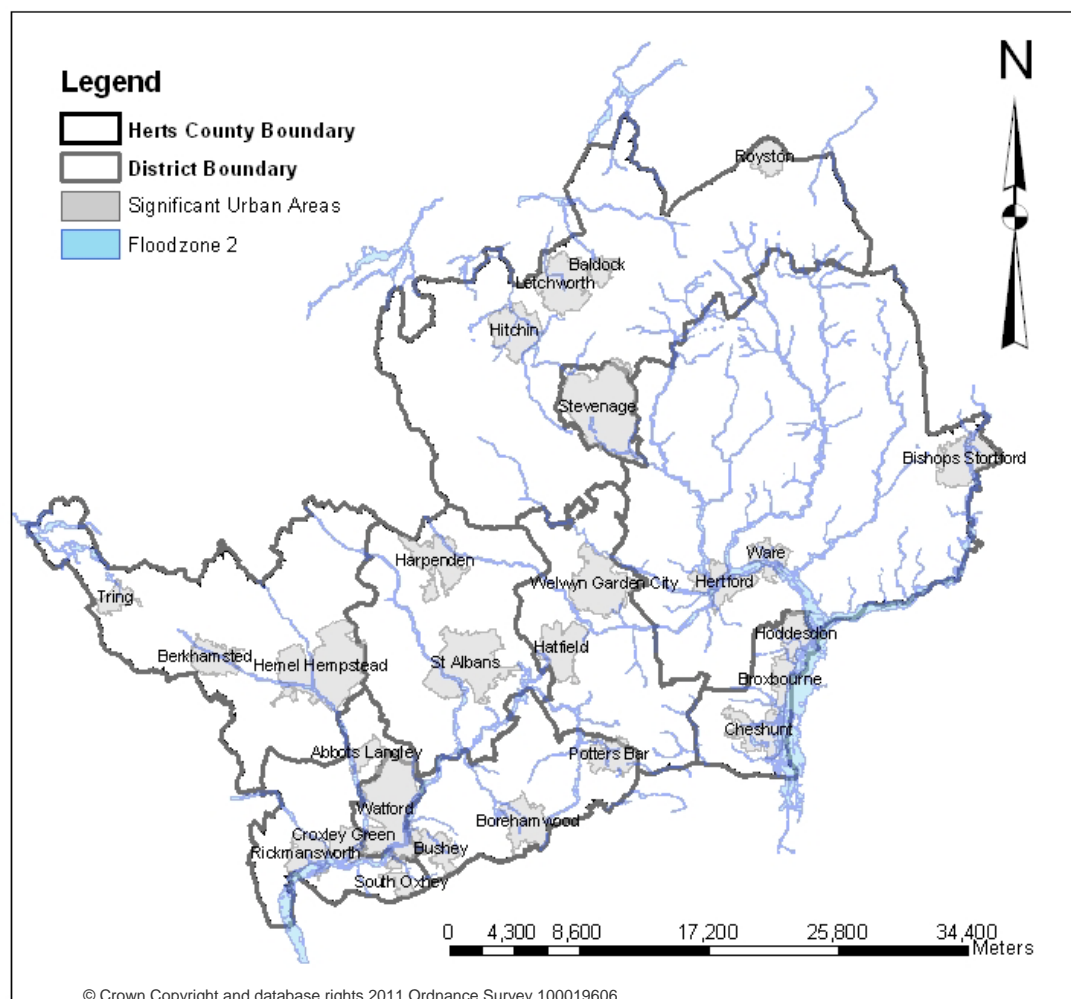 N
Legend
Herts County Boundary
District Boundary
Significant Urban Areas
Floodzone 2
Royston
Baldock
Letchworth
Hitchin
Stevenage
Bishops Stortford
Harpenden
Ware
Welwyn Garden City
Hertford
Tring
Hoddesdon
Berkhamsted
Hemel Hempstead
St Albans
Hatfield
Broxbourne
Cheshunt
Abbots Langley
Potters Bar
Watford
Borehamwood
Croxley Green
Rickmansworth
Bushey
South Oxhey
0 4,300 8,600 17,200 25,800 34,400
Meters
© Crown Copyright and database rights 2011 Ordnance Survey 100019606